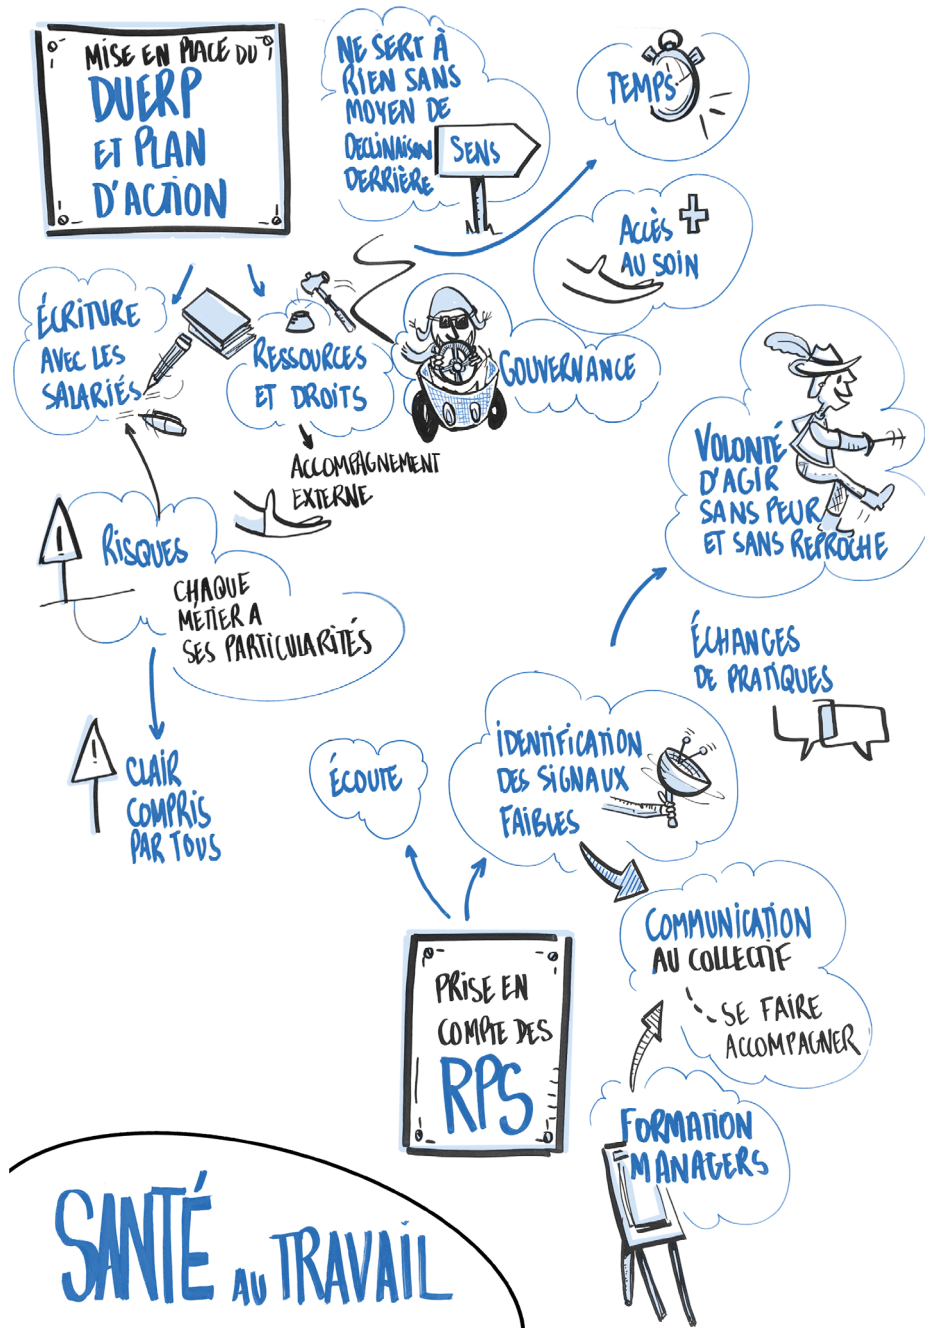 MISE EN PLACE DU
DUERP
ET PLAN
D'ACTION
NE SERT À
RIEN SANS
MOYEN DE
DECLINAISON
DERRIÈRE
SENS
TEMPS
ACCÈS
AU SOIN
ÉCRITURE
AVEC LES
SALARIÉS
RESSOURCES
ET DROITS
GOUVERNANCE
ACCOMPAGNEMENT
EXTERNE
RISQUES
CHAQUE
MÉTIER A
SES PARTICULARITÉS
CLAIR
COMPRIS
PAR TOUS
VOLONTÉ
D'AGIR
SANS PEUR
ET SANS REPROCHE
ÉCHANGES
DE PRATIQUES
ÉCOUTE
IDENTIFICATION
DES SIGNAUX
FAIBLES
COMMUNICATION
AU COLLECTIF
SE FAIRE
ACCOMPAGNER
PRISE EN
COMPTE DES
RPS
FORMATION
MANAGERS
SANTÉ AU TRAVAIL